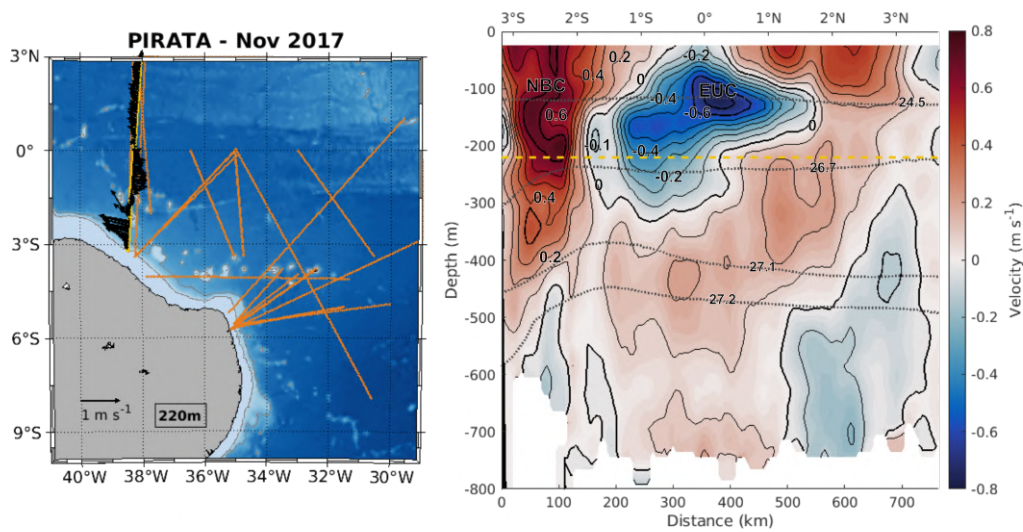 PIRATA - Nov 2017
3°N
0°
3°S
6°S
9°S
1 m s⁻¹
220m
40°W 38°W 36°W 34°W 32°W 30°W
3°S 2°S 1°S 0° 1°N 2°N 3°N
0
-100
-200
-300
-400
-500
-600
-700
-800
Depth (m)
0 100 200 300 400 500 600 700
Distance (km)
NBC
EUC
0.2
-0.2
0.4
0
-0.4
24.5
0.6
-0.6
0
-0.1
-0.4
26.7
-0.2
0
0.4
0.2
27.1
27.2
0.8
0.6
0.4
0.2
0
-0.2
-0.4
-0.6
-0.8
Velocity (m s⁻¹)